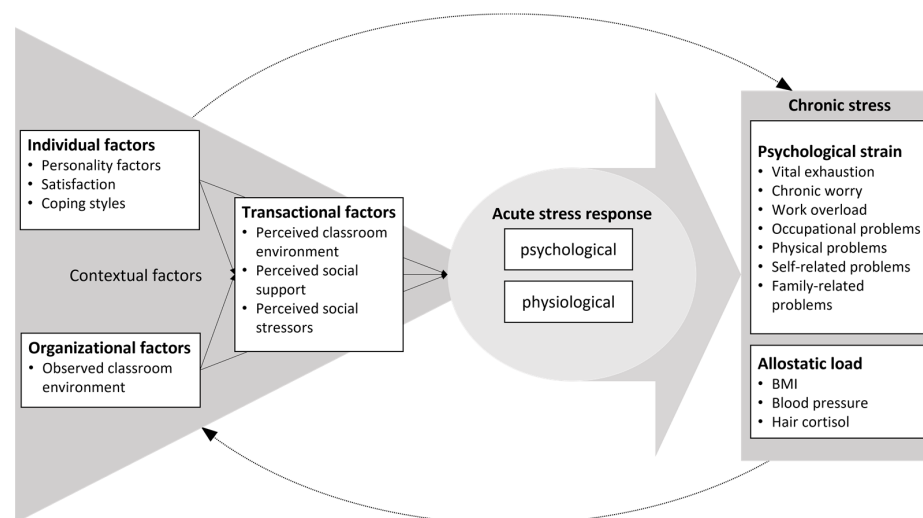 Individual factors
• Personality factors
• Satisfaction
• Coping styles
Contextual factors
Organizational factors
• Observed classroom
environment
Transactional factors
• Perceived classroom
environment
• Perceived social
support
• Perceived social
stressors
Acute stress response
psychological
physiological
Chronic stress
Psychological strain
• Vital exhaustion
• Chronic worry
• Work overload
• Occupational problems
• Physical problems
• Self-related problems
• Family-related
problems
Allostatic load
• BMI
• Blood pressure
• Hair cortisol